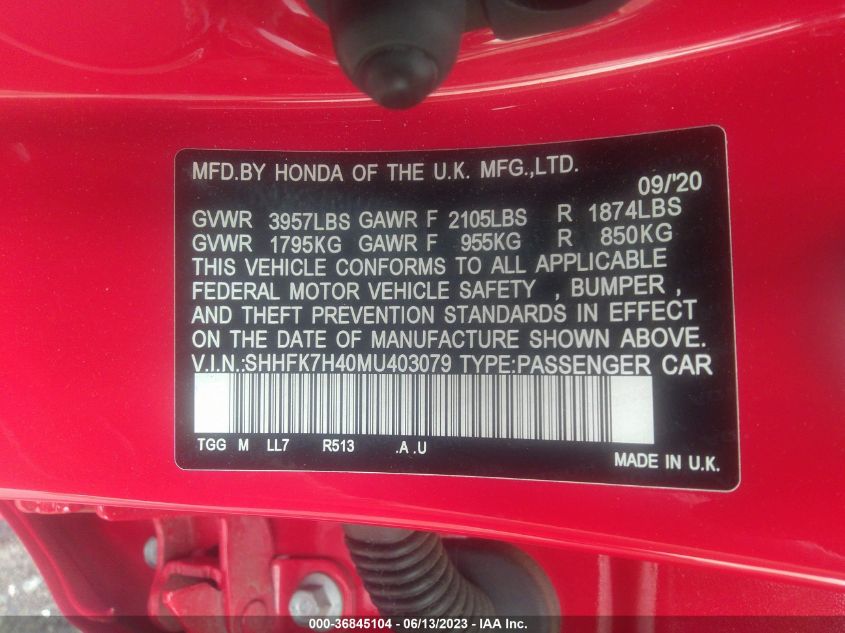 MFD.BY HONDA OF THE U.K. MFG.,LTD.
09/'20
GVWR 3957LBS GAWR F 2105LBS R 1874LBS
GVWR 1795KG GAWR F 955KG R 850KG
THIS VEHICLE CONFORMS TO ALL APPLICABLE
FEDERAL MOTOR VEHICLE SAFETY , BUMPER ,
AND THEFT PREVENTION STANDARDS IN EFFECT
ON THE DATE OF MANUFACTURE SHOWN ABOVE.
V.I.N.:SHHFK7H40MU403079 TYPE:PASSENGER CAR
TGG M LL7 R513 .A .U
MADE IN U.K.
000-36845104 - 06/13/2023 - IAA Inc.